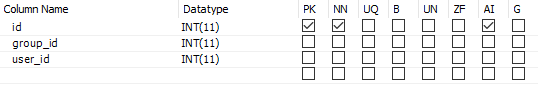 Column Name Datatype PK NN UQ B UN ZF AI G
id INT(11)
group_id INT(11)
user_id INT(11)